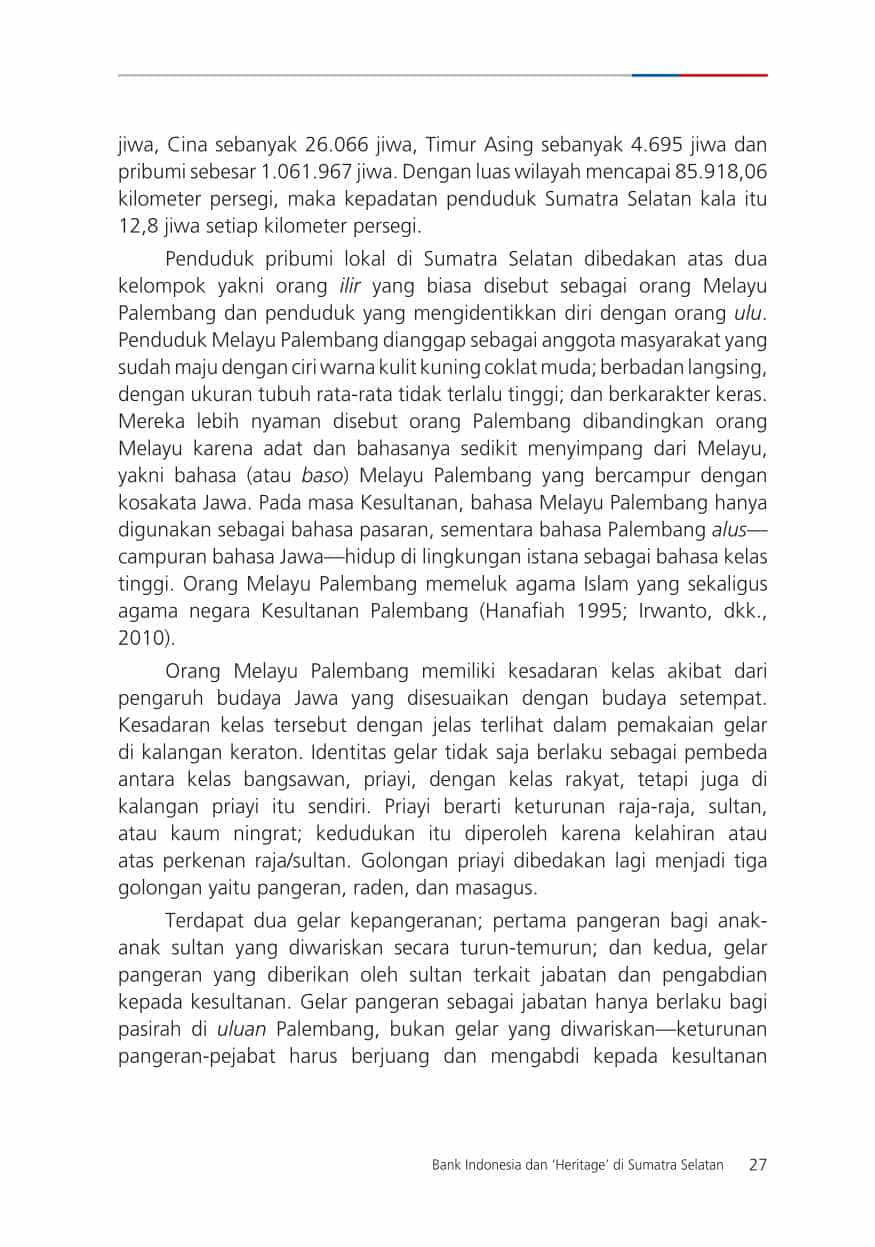 jiwa, Cina sebanyak 26.066 jiwa, Timur Asing sebanyak 4.695 jiwa dan
pribumi sebesar 1.061.967 jiwa. Dengan luas wilayah mencapai 85.918,06
kilometer persegi, maka kepadatan penduduk Sumatra Selatan kala itu
12,8 jiwa setiap kilometer persegi.
Penduduk pribumi lokal di Sumatra Selatan dibedakan atas dua
kelompok yakni orang ilir yang biasa disebut sebagai orang Melayu
Palembang dan penduduk yang mengidentikkan diri dengan orang ulu.
Penduduk Melayu Palembang dianggap sebagai anggota masyarakat yang
sudah maju dengan ciri warna kulit kuning coklat muda; berbadan langsing,
dengan ukuran tubuh rata-rata tidak terlalu tinggi; dan berkarakter keras.
Mereka lebih nyaman disebut orang Palembang dibandingkan orang
Melayu karena adat dan bahasanya sedikit menyimpang dari Melayu,
yakni bahasa (atau baso) Melayu Palembang yang bercampur dengan
kosakata Jawa. Pada masa Kesultanan, bahasa Melayu Palembang hanya
digunakan sebagai bahasa pasaran, sementara bahasa Palembang alus—
campuran bahasa Jawa—hidup di lingkungan istana sebagai bahasa kelas
tinggi. Orang Melayu Palembang memeluk agama Islam yang sekaligus
agama negara Kesultanan Palembang (Hanafiah 1995; Irwanto, dkk.,
2010).
Orang Melayu Palembang memiliki kesadaran kelas akibat dari
pengaruh budaya Jawa yang disesuaikan dengan budaya setempat.
Kesadaran kelas tersebut dengan jelas terlihat dalam pemakaian gelar
di kalangan keraton. Identitas gelar tidak saja berlaku sebagai pembeda
antara kelas bangsawan, priayi, dengan kelas rakyat, tetapi juga di
kalangan priayi itu sendiri. Priayi berarti keturunan raja-raja, sultan,
atau kaum ningrat; kedudukan itu diperoleh karena kelahiran atau
atas perkenan raja/sultan. Golongan priayi dibedakan lagi menjadi tiga
golongan yaitu pangeran, raden, dan masagus.
Terdapat dua gelar kepangeranan; pertama pangeran bagi anak-
anak sultan yang diwariskan secara turun-temurun; dan kedua, gelar
pangeran yang diberikan oleh sultan terkait jabatan dan pengabdian
kepada kesultanan. Gelar pangeran sebagai jabatan hanya berlaku bagi
pasirah di uluan Palembang, bukan gelar yang diwariskan—keturunan
pangeran-pejabat harus berjuang dan mengabdi kepada kesultanan
Bank Indonesia dan ‘Heritage’ di Sumatra Selatan 27